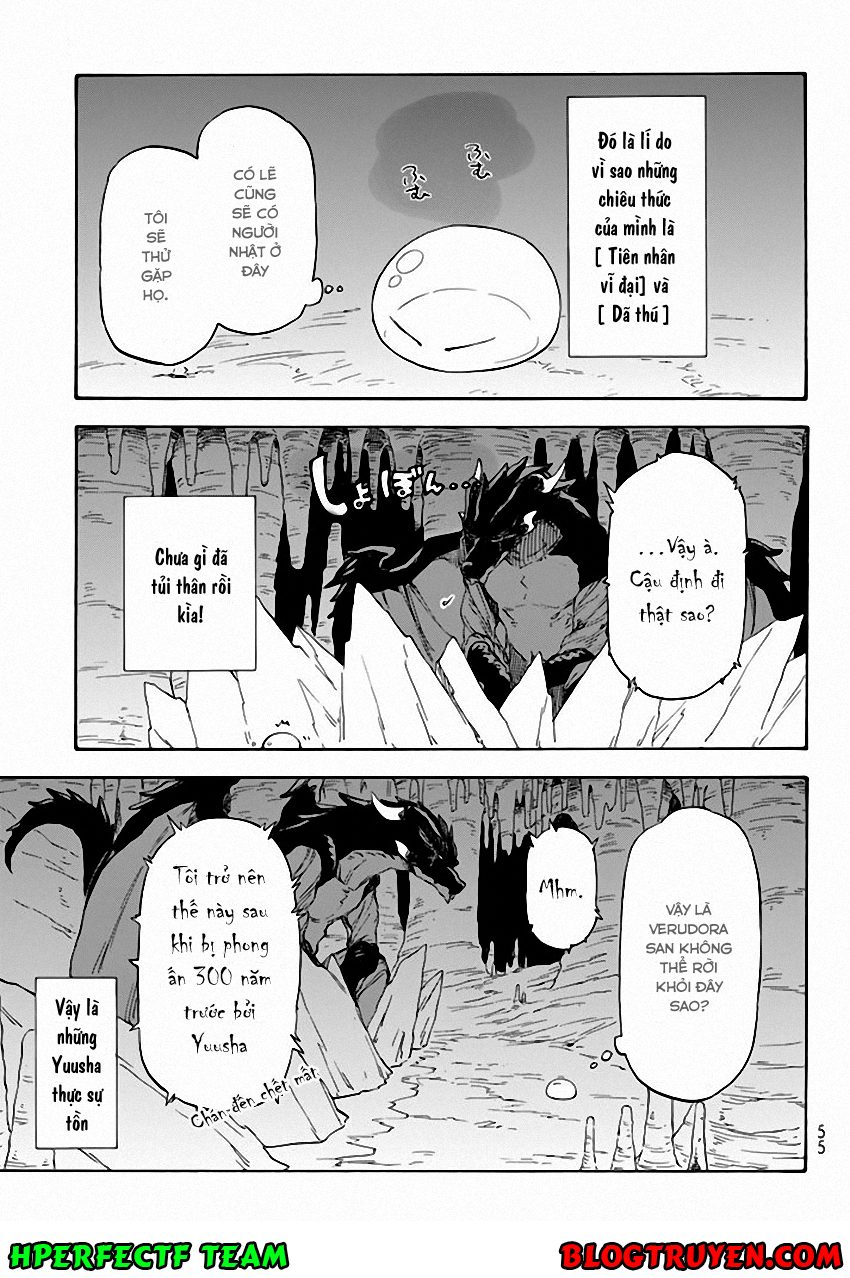 Đó là lí do
vì sao những
chiêu thức
của mình là
[ Tiên nhân
vĩ đại] và
[ Dã thú ]
ふむ
ふむ
CÓ LẼ
CŨNG
SẼ CÓ
NGƯỜI
NHẬT Ở
ĐÂY
TÔI
SẼ
THỬ
GẶP
HỌ.
...Vậy à.
Cậu định đi
thật sao?
しょぼん...
Chưa gì đã
tủi thân rồi
kìa!
VẬY LÀ
VERUDORA
SAN KHÔNG
THỂ RỜI
KHỎI ĐÂY
SAO?
Mhm.
Tôi trở nên
thế này sau
khi bị phong
ấn 300 năm
trước bởi
Yuusha
Chán đến chết mất
Vậy là
những
Yuusha
thực sự
tồn
55
HPERFECTF TEAM
BLOGTRUYEN.COM